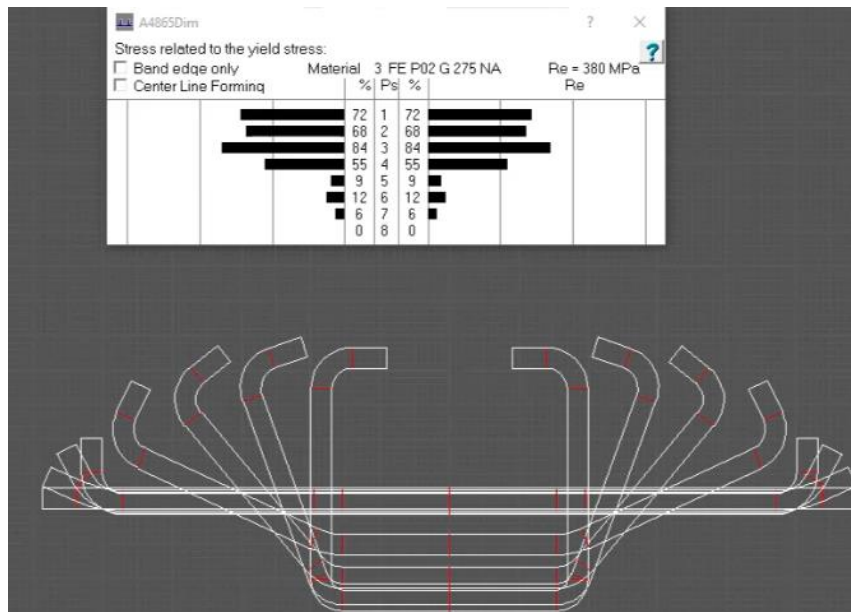 A4865Dim ? ×
Stress related to the yield stress: ?
Band edge only Material 3 FE P02 G 275 NA Re = 380 MPa
Center Line Forming % Ps % Re
72 1 72
68 2 68
84 3 84
55 4 55
9 5 9
12 6 12
6 7 6
0 8 0